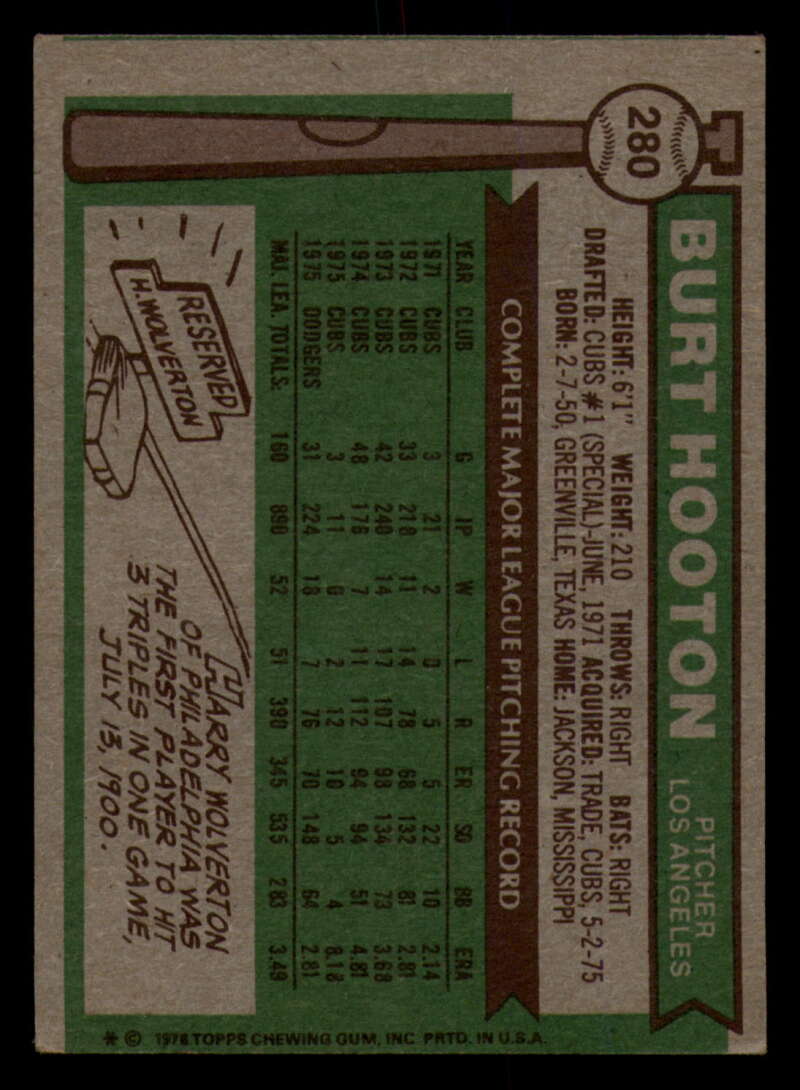 280
BURT HOOTON
PITCHER
LOS ANGELES
HEIGHT: 6'1" WEIGHT: 210 THROWS: RIGHT BATS: RIGHT
DRAFTED: CUBS #1 (SPECIAL)-JUNE, 1971 ACQUIRED: TRADE, CUBS, 5-2-75
BORN: 2-7-50, GREENVILLE, TEXAS HOME: JACKSON, MISSISSIPPI
COMPLETE MAJOR LEAGUE PITCHING RECORD
YEAR CLUB G IP W L R ER SO BB ERA
1971 CUBS 3 21 2 0 5 5 22 10 2.14
1972 CUBS 33 218 11 14 78 68 132 81 2.81
1973 CUBS 42 240 14 17 107 98 134 73 3.68
1974 CUBS 48 176 7 11 112 94 94 51 4.81
1975 CUBS 3 11 0 2 12 10 5 4 8.18
1975 DODGERS 31 224 18 7 76 70 148 64 2.81
MAJ. LEA. TOTALS: 160 890 52 51 390 345 535 283 3.49
RESERVED
H. WOLVERTON
HARRY WOLVERTON
OF PHILADELPHIA WAS
THE FIRST PLAYER TO HIT
3 TRIPLES IN ONE GAME,
JULY 13, 1900.
* © 1976 TOPPS CHEWING GUM, INC. PRTD. IN U.S.A.